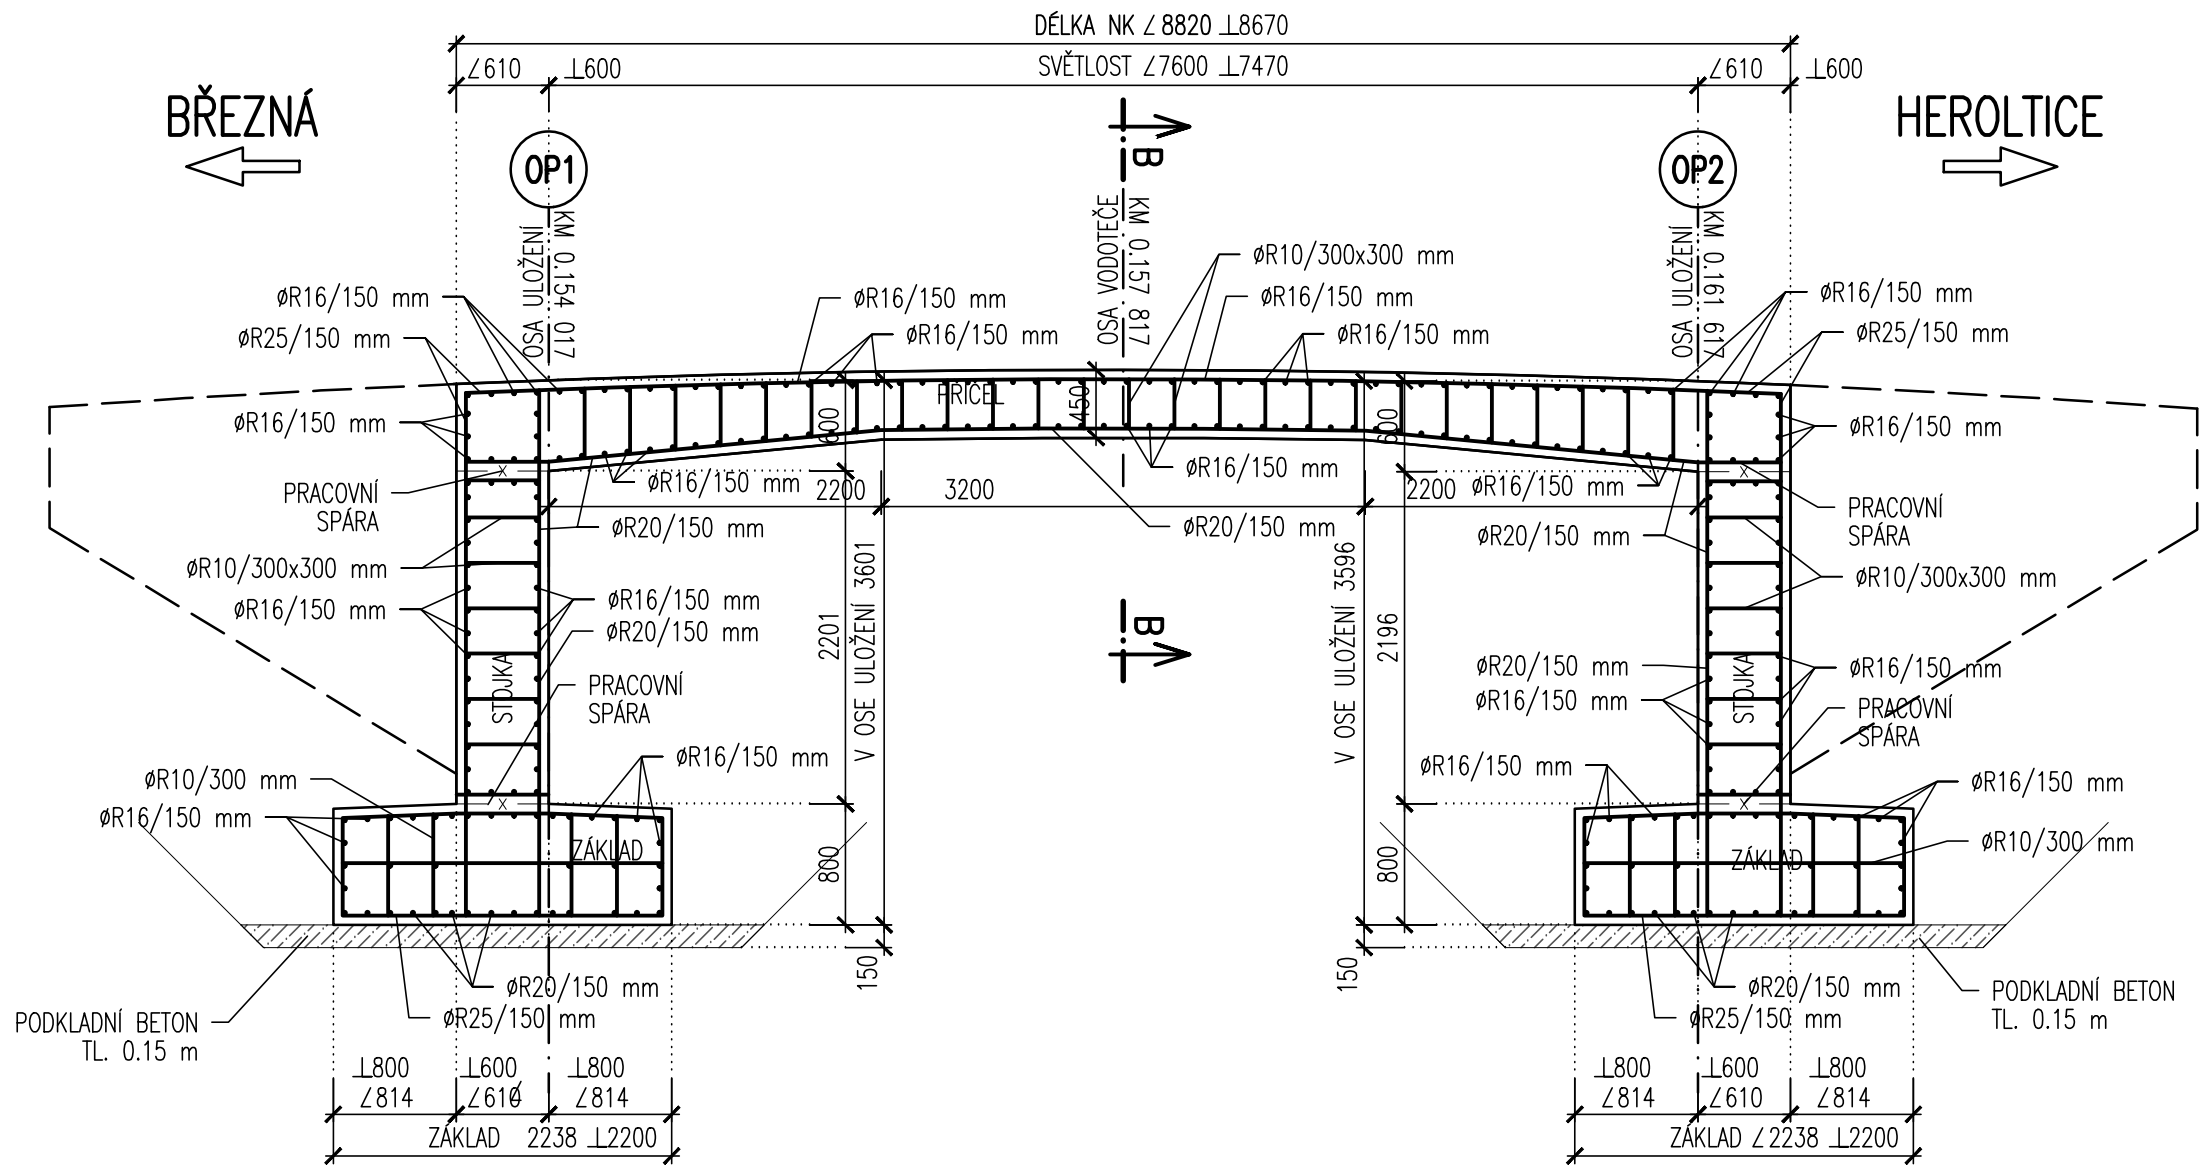 DÉLKA NK ∠8820 ⊥8670
∠610 ⊥600
SVĚTLOST ∠7600 ⊥7470
∠610 ⊥600
BŘEZNÁ
HEROLTICE
OP1
OP2
B
OSA ULOŽENÍ
KM 0.154 017
OSA VODOTEČE
KM 0.157 817
OSA ULOŽENÍ
KM 0.161 617
øR10/300x300 mm
øR16/150 mm
øR16/150 mm
øR16/150 mm
øR16/150 mm
øR25/150 mm
øR16/150 mm
øR16/150 mm
øR16/150 mm
øR25/150 mm
PŘÍČEL
450
600
600
øR16/150 mm
øR16/150 mm
øR16/150 mm
øR16/150 mm
øR16/150 mm
2200
3200
2200
PRACOVNÍ
SPÁRA
PRACOVNÍ
SPÁRA
øR20/150 mm
øR20/150 mm
øR20/150 mm
øR10/300x300 mm
øR10/300x300 mm
øR16/150 mm
øR16/150 mm
øR20/150 mm
2201
V OSE ULOŽENÍ 3601
V OSE ULOŽENÍ 3596
2196
B
STOJKA
PRACOVNÍ
SPÁRA
øR20/150 mm
øR16/150 mm
STOJKA
øR16/150 mm
PRACOVNÍ
SPÁRA
øR10/300 mm
øR16/150 mm
øR16/150 mm
øR16/150 mm
øR16/150 mm
øR10/300 mm
ZÁKLAD
800
800
ZÁKLAD
150
150
øR20/150 mm
øR25/150 mm
øR20/150 mm
øR25/150 mm
PODKLADNÍ BETON
TL. 0.15 m
PODKLADNÍ BETON
TL. 0.15 m
⊥800 ⊥600 ⊥800
∠814 ∠610 ∠814
ZÁKLAD 2238 ⊥2200
⊥800 ⊥600 ⊥800
∠814 ∠610 ∠814
ZÁKLAD ∠2238 ⊥2200